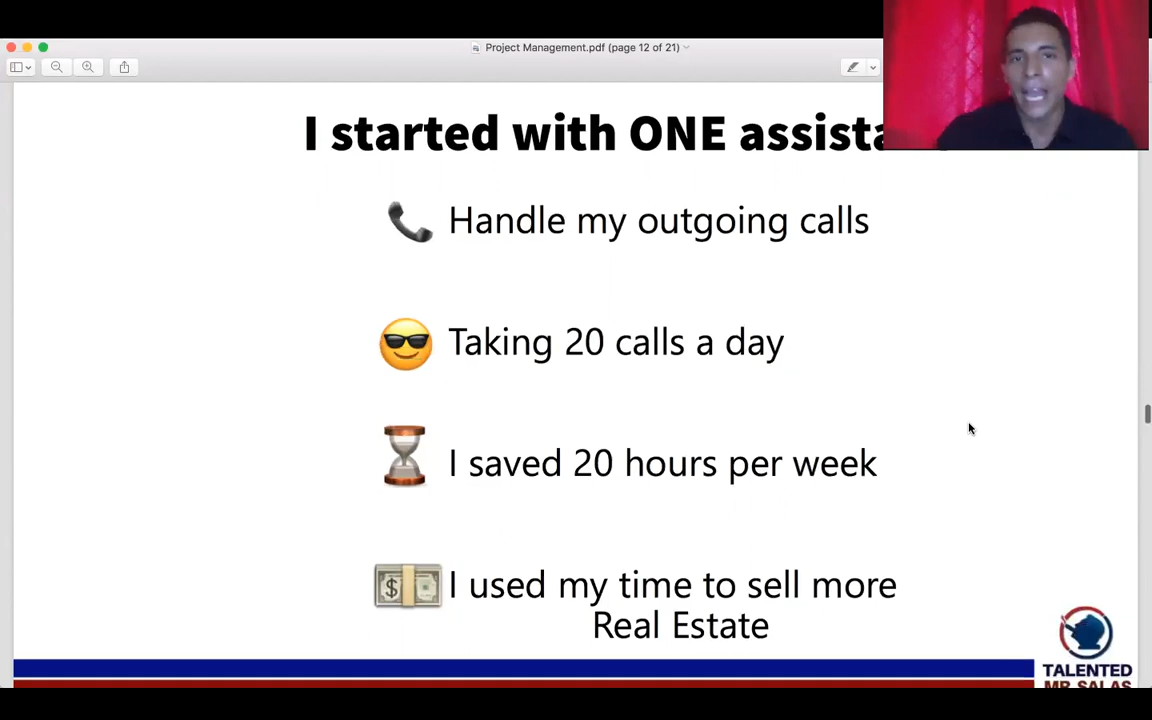 Project Management.pdf (page 12 of 21)
I started with ONE
Handle my outgoing calls
Taking 20 calls a day
I saved 20 hours per week
I used my time to sell more
Real Estate
TALENTED
MR SALAS